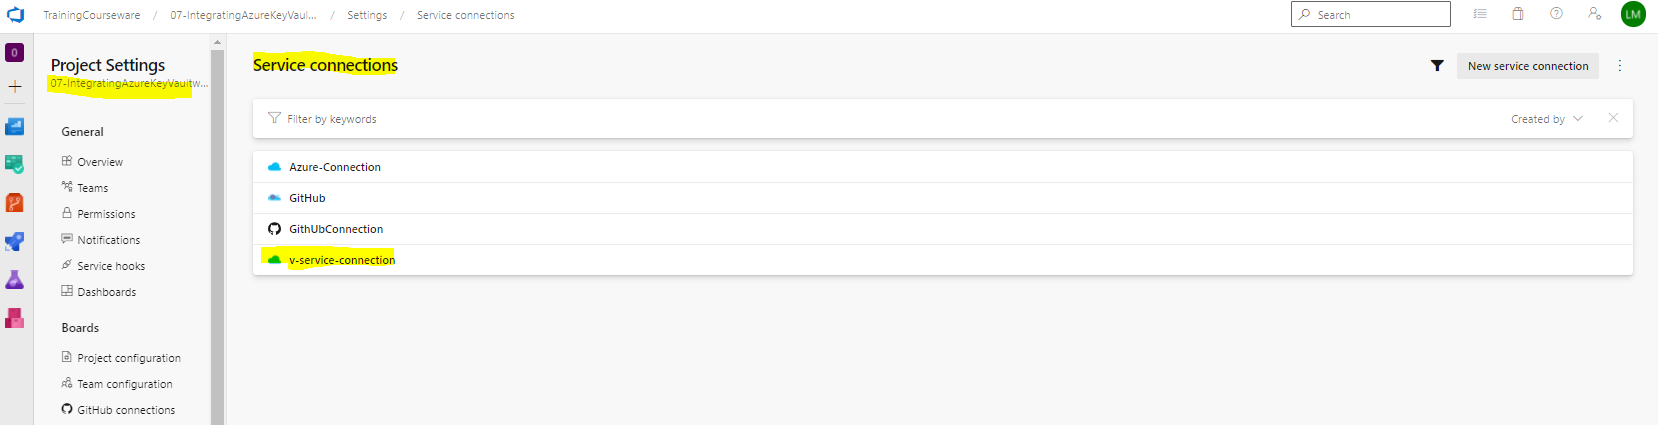 TrainingCourseware / 07-IntegratingAzureKeyVaul... / Settings / Service connections
Search
LM
0
Project Settings
07-IntegratingAzureKeyVaultw...
General
Overview
Teams
Permissions
Notifications
Service hooks
Dashboards
Boards
Project configuration
Team configuration
GitHub connections
Service connections
New service connection
Filter by keywords
Created by
Azure-Connection
GitHub
GithUbConnection
v-service-connection